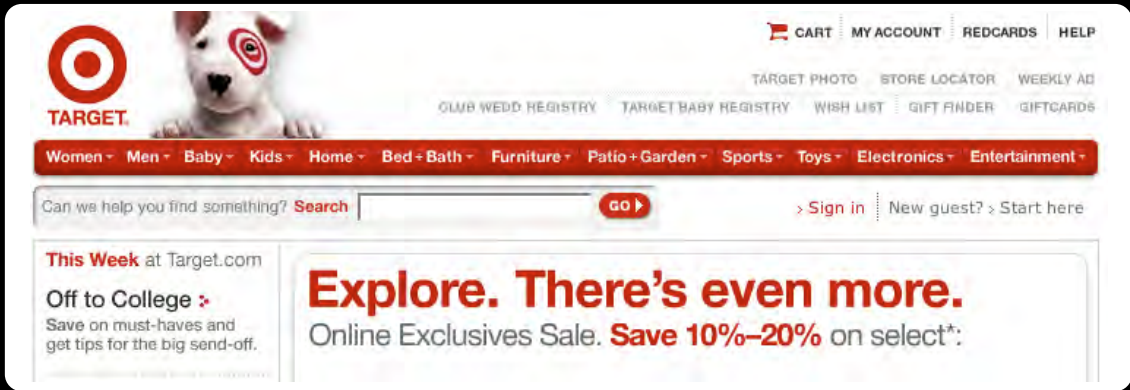 TARGET.
CART MY ACCOUNT REDCARDS HELP
TARGET PHOTO STORE LOCATOR WEEKLY AD
CLUB WEDD REGISTRY TARGET BABY REGISTRY WISH LIST GIFT FINDER GIFTCARDS
Women Men Baby Kids Home Bed+Bath Furniture Patio+Garden Sports Toys Electronics Entertainment
Can we help you find something? Search GO
> Sign in New guest? > Start here
This Week at Target.com
Off to College
Save on must-haves and
get tips for the big send-off.
Explore. There's even more.
Online Exclusives Sale. Save 10%–20% on select*: